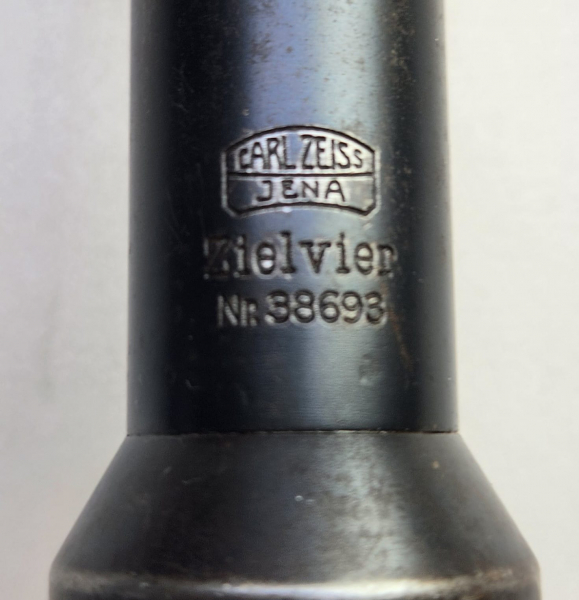 CARL ZEISS
JENA
Zielvier
Nr. 38693